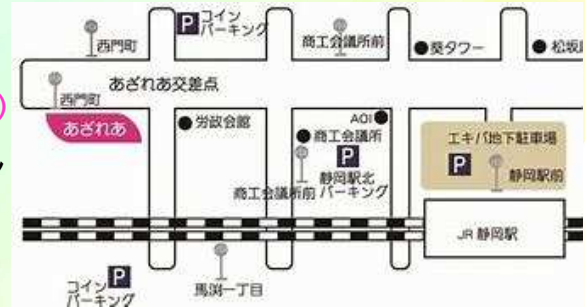 コイン
パーキング
西門町
商工会議所前
葵タワー
松坂
あざれあ交差点
西門町
あざれあ
労政会館
AOI
商工会議所
エキパ地下駐車場
静岡駅北
パーキング
商工会議所前
静岡駅前
JR 静岡駅
コイン
パーキング
馬渕一丁目
P
P
P
P